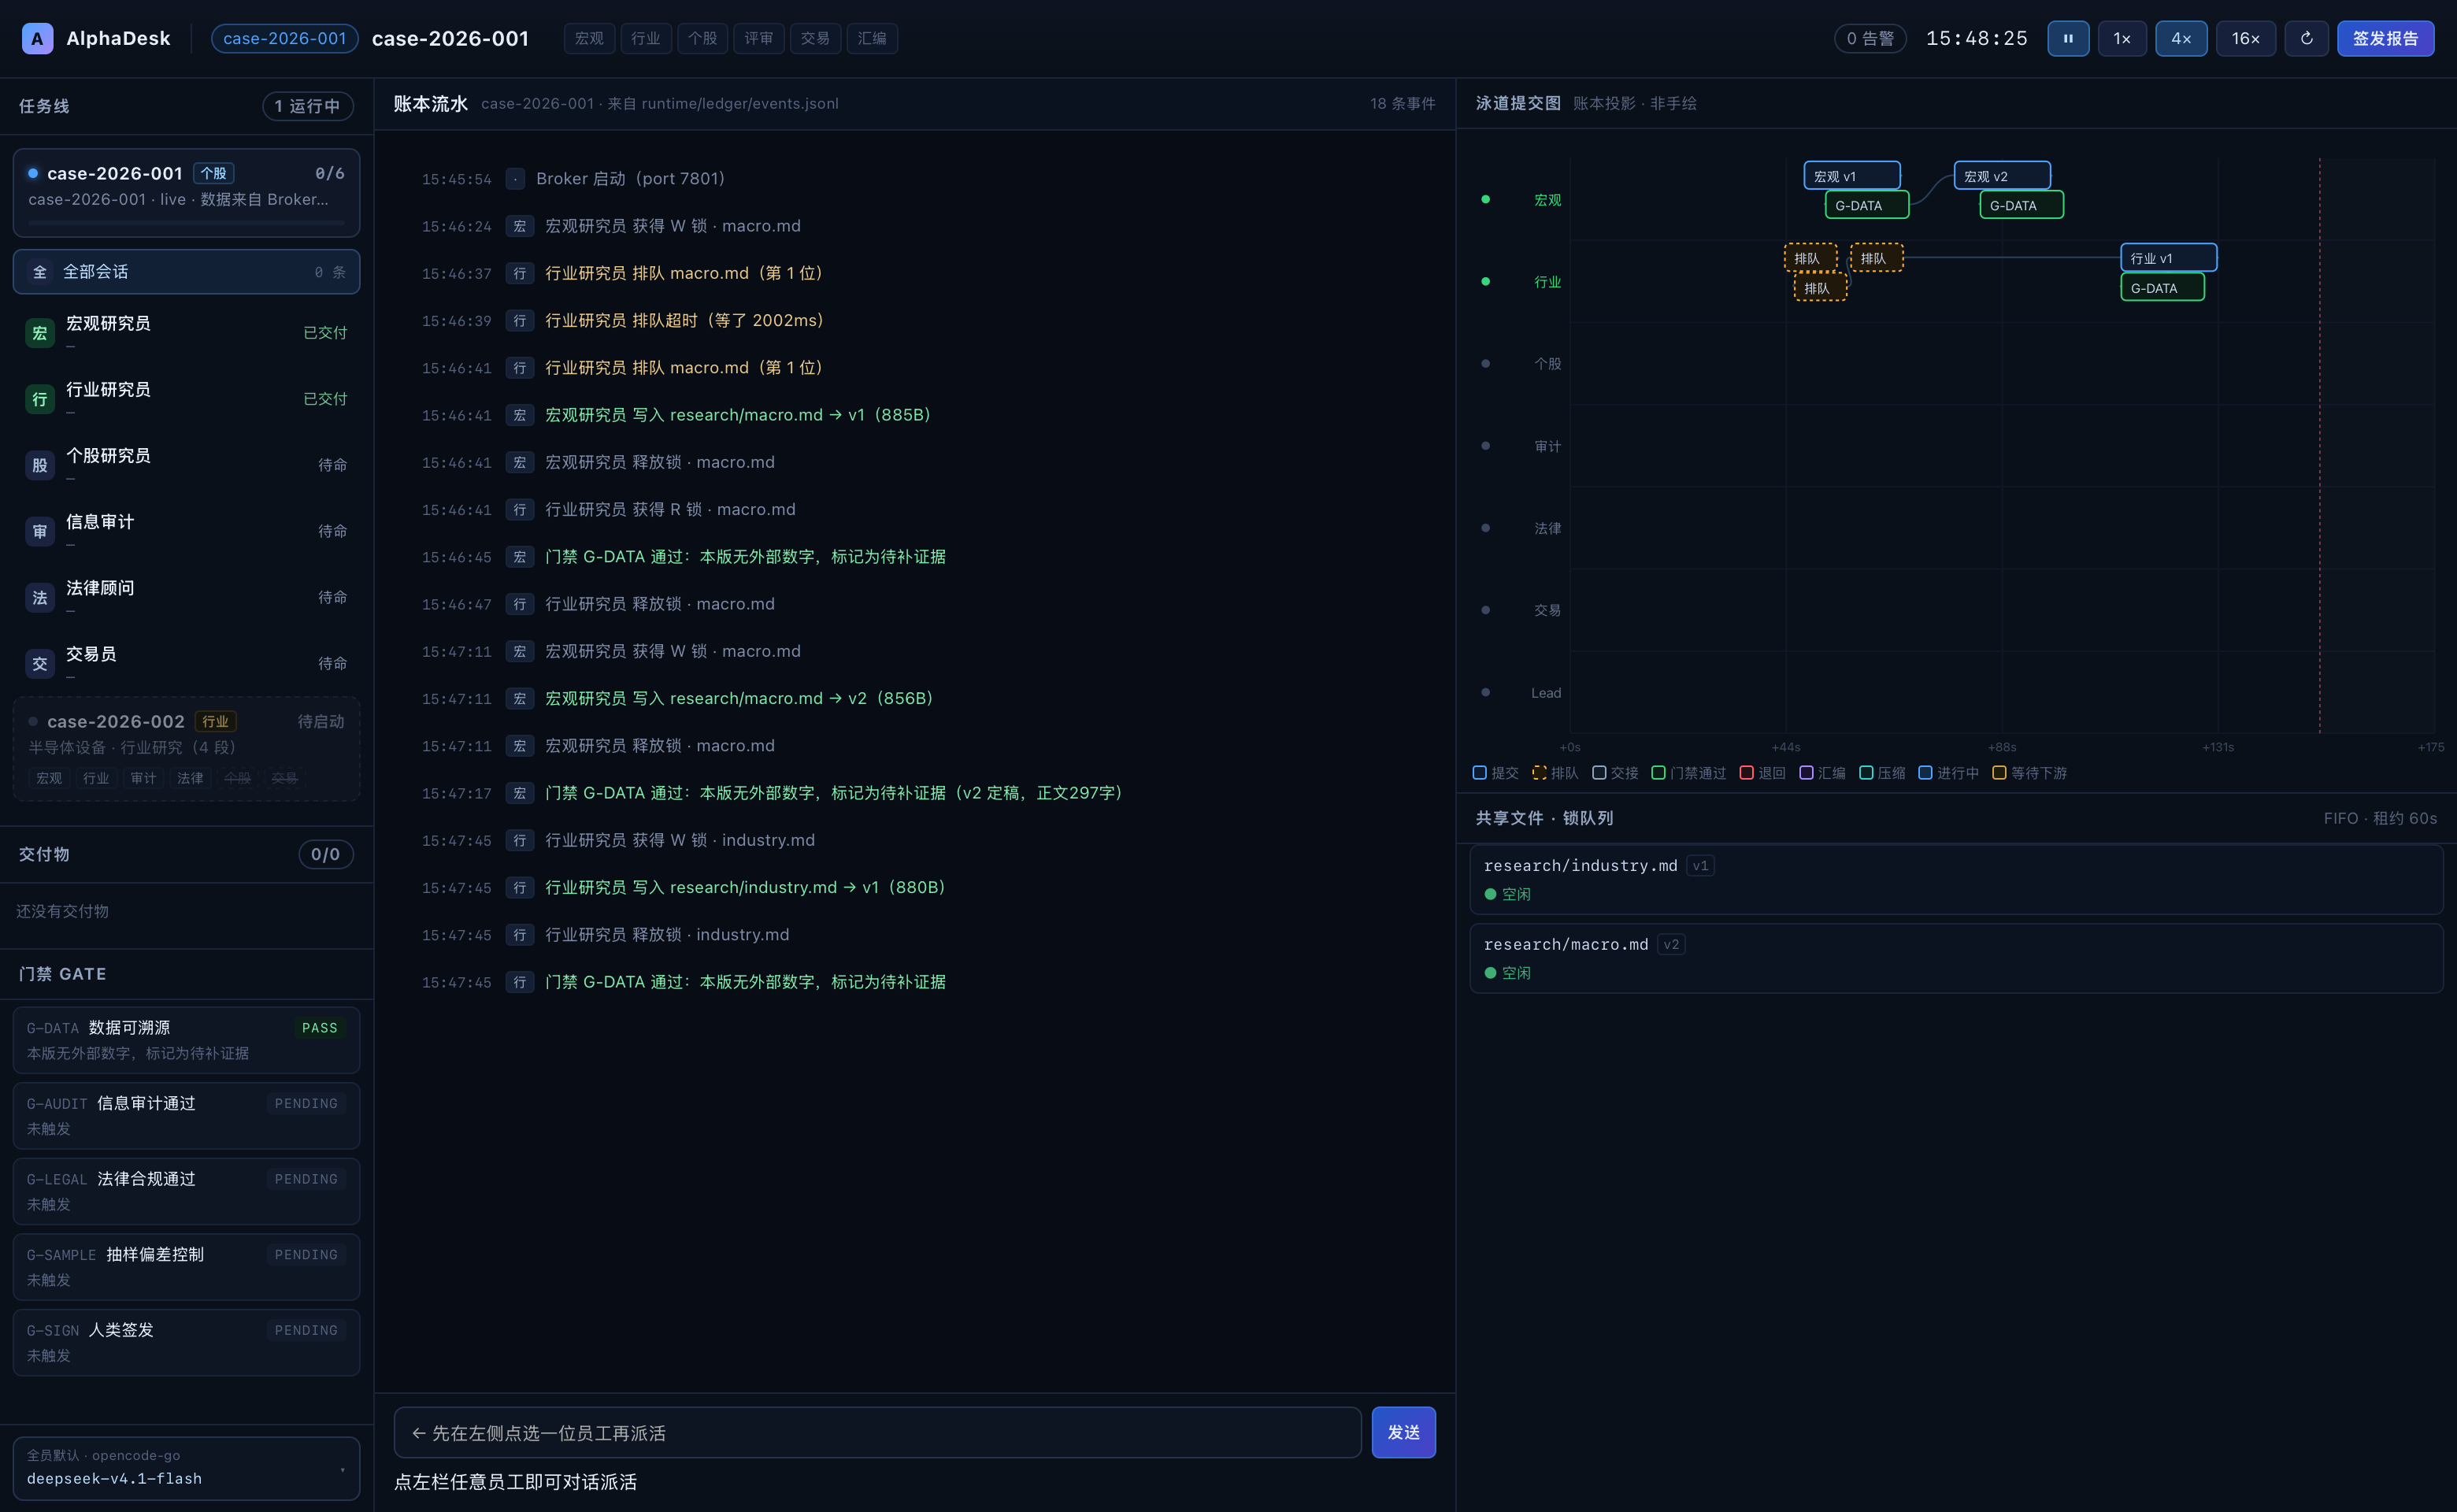 A AlphaDesk case-2026-001 case-2026-001 宏观 行业 个股 评审 交易 汇编 0 告警 15:48:25 1× 4× 16× ↻ 签发报告
任务线 1 运行中
case-2026-001 个股 0/6
case-2026-001 · live · 数据来自 Broker…
全 全部会话 0 条
宏 宏观研究员 已交付
—
行 行业研究员 已交付
—
股 个股研究员 待命
—
审 信息审计 待命
—
法 法律顾问 待命
—
交 交易员 待命
—
case-2026-002 行业 待启动
半导体设备 · 行业研究（4 段）
宏观 行业 审计 法律 个股 交易
交付物 0/0
还没有交付物
门禁 GATE
G-DATA 数据可溯源 PASS
本版无外部数字，标记为待补证据
G-AUDIT 信息审计通过 PENDING
未触发
G-LEGAL 法律合规通过 PENDING
未触发
G-SAMPLE 抽样偏差控制 PENDING
未触发
G-SIGN 人类签发 PENDING
未触发
全员默认 · opencode-go
deepseek-v4.1-flash
账本流水 case-2026-001 · 来自 runtime/ledger/events.jsonl 18 条事件
15:45:54 · Broker 启动（port 7801）
15:46:24 宏 宏观研究员 获得 W 锁 · macro.md
15:46:37 行 行业研究员 排队 macro.md（第 1 位）
15:46:39 行 行业研究员 排队超时（等了 2002ms）
15:46:41 行 行业研究员 排队 macro.md（第 1 位）
15:46:41 宏 宏观研究员 写入 research/macro.md → v1（885B）
15:46:41 宏 宏观研究员 释放锁 · macro.md
15:46:41 行 行业研究员 获得 R 锁 · macro.md
15:46:45 宏 门禁 G-DATA 通过：本版无外部数字，标记为待补证据
15:46:47 行 行业研究员 释放锁 · macro.md
15:47:11 宏 宏观研究员 获得 W 锁 · macro.md
15:47:11 宏 宏观研究员 写入 research/macro.md → v2（856B）
15:47:11 宏 宏观研究员 释放锁 · macro.md
15:47:17 宏 门禁 G-DATA 通过：本版无外部数字，标记为待补证据（v2 定稿，正文297字）
15:47:45 行 行业研究员 获得 W 锁 · industry.md
15:47:45 行 行业研究员 写入 research/industry.md → v1（880B）
15:47:45 行 行业研究员 释放锁 · industry.md
15:47:45 行 门禁 G-DATA 通过：本版无外部数字，标记为待补证据
← 先在左侧点选一位员工再派活 发送
点左栏任意员工即可对话派活
泳道提交图 账本投影 · 非手绘
宏观 v1 宏观 v2
宏观 G-DATA G-DATA
排队 排队 行业 v1
行业 排队 G-DATA
个股
审计
法律
交易
Lead
+0s +44s +88s +131s +175
提交 排队 交接 门禁通过 退回 汇编 压缩 进行中 等待下游
共享文件 · 锁队列 FIFO · 租约 60s
research/industry.md v1
空闲
research/macro.md v2
空闲